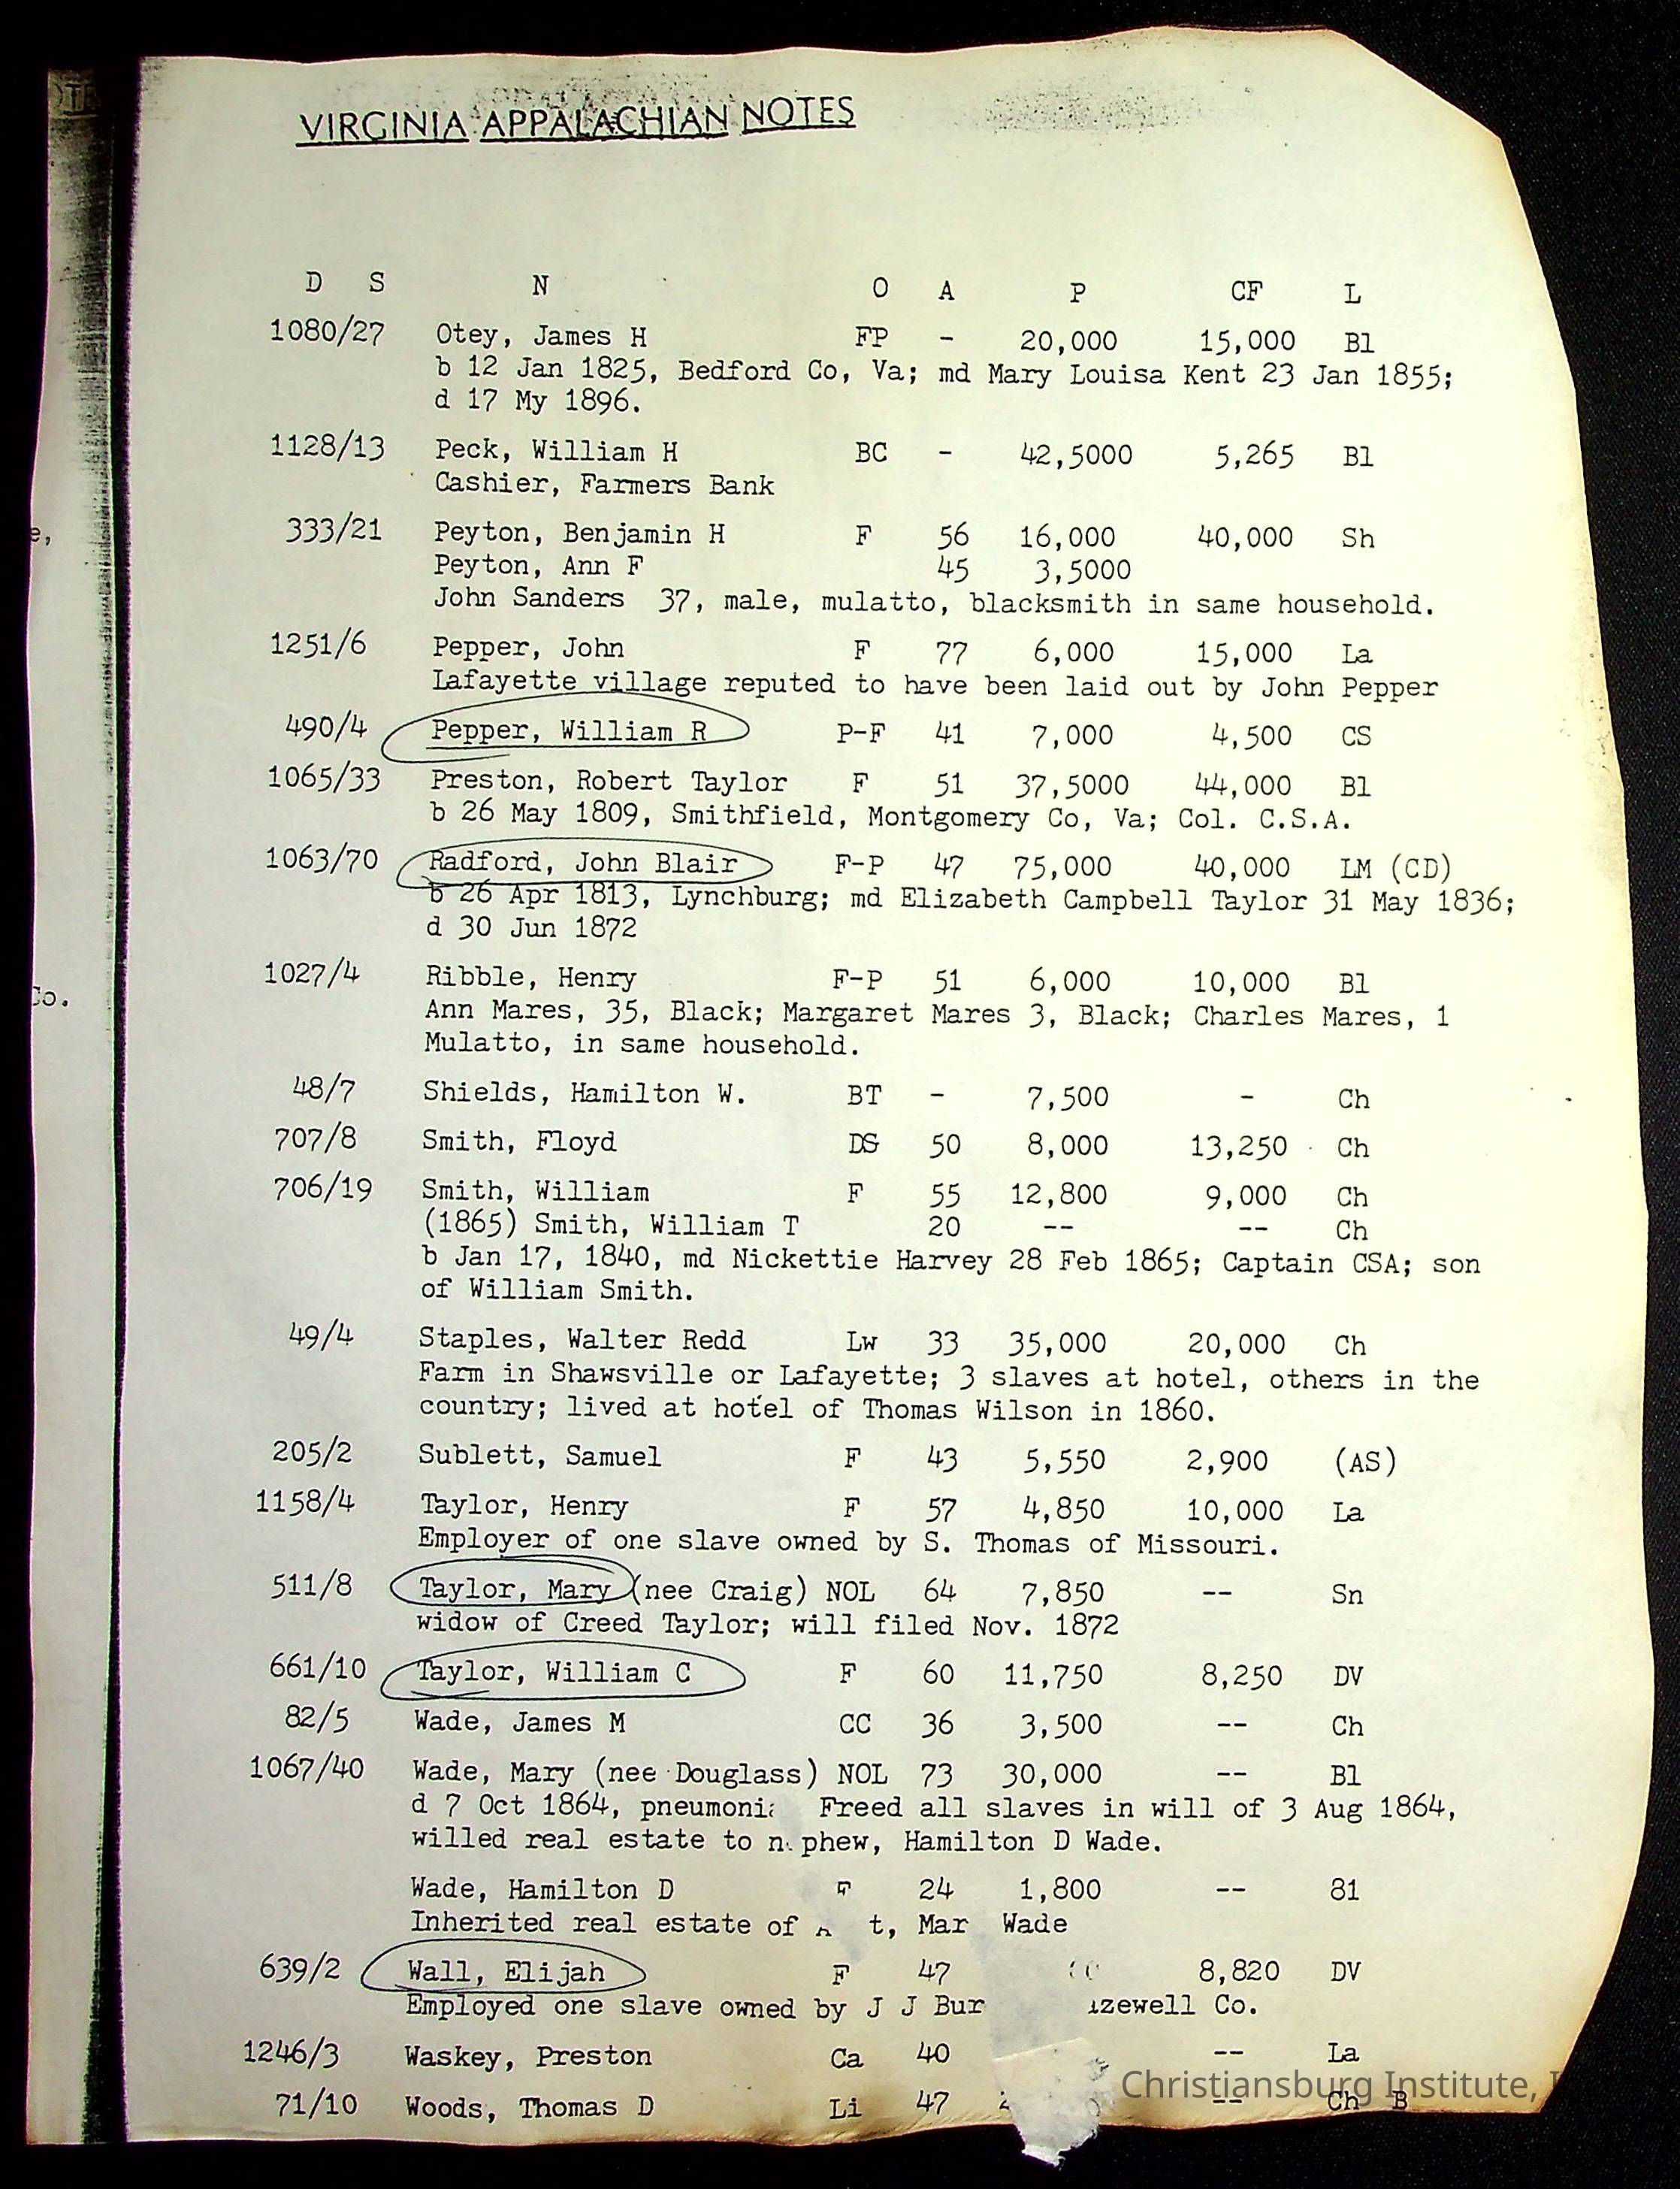 VIRGINIA APPALACHIAN NOTES
D S N O A P CF L
1080/27 Otey, James H FP - 20,000 15,000 Bl
b 12 Jan 1825, Bedford Co, Va; md Mary Louisa Kent 23 Jan 1855;
d 17 My 1896.
1128/13 Peck, William H BC - 42,5000 5,265 Bl
Cashier, Farmers Bank
333/21 Peyton, Benjamin H F 56 16,000 40,000 Sh
Peyton, Ann F 45 3,5000
John Sanders 37, male, mulatto, blacksmith in same household.
1251/6 Pepper, John F 77 6,000 15,000 La
Lafayette village reputed to have been laid out by John Pepper
490/4 Pepper, William R P-F 41 7,000 4,500 CS
1065/33 Preston, Robert Taylor F 51 37,5000 44,000 Bl
b 26 May 1809, Smithfield, Montgomery Co, Va; Col. C.S.A.
1063/70 Radford, John Blair F-P 47 75,000 40,000 LM (CD)
b 26 Apr 1813, Lynchburg; md Elizabeth Campbell Taylor 31 May 1836;
d 30 Jun 1872
1027/4 Ribble, Henry F-P 51 6,000 10,000 Bl
Ann Mares, 35, Black; Margaret Mares 3, Black; Charles Mares, 1
Mulatto, in same household.
48/7 Shields, Hamilton W. BT - 7,500 - Ch
707/8 Smith, Floyd DS 50 8,000 13,250 Ch
706/19 Smith, William F 55 12,800 9,000 Ch
(1865) Smith, William T 20 -- -- Ch
b Jan 17, 1840, md Nickettie Harvey 28 Feb 1865; Captain CSA; son
of William Smith.
49/4 Staples, Walter Redd Lw 33 35,000 20,000 Ch
Farm in Shawsville or Lafayette; 3 slaves at hotel, others in the
country; lived at hotel of Thomas Wilson in 1860.
205/2 Sublett, Samuel F 43 5,550 2,900 (AS)
1158/4 Taylor, Henry F 57 4,850 10,000 La
Employer of one slave owned by S. Thomas of Missouri.
511/8 Taylor, Mary (nee Craig) NOL 64 7,850 -- Sn
widow of Creed Taylor; will filed Nov. 1872
661/10 Taylor, William C F 60 11,750 8,250 DV
82/5 Wade, James M CC 36 3,500 -- Ch
1067/40 Wade, Mary (nee Douglass) NOL 73 30,000 -- Bl
d 7 Oct 1864, Freed all slaves in will of 3 Aug 1864,
willed real estate to Hamilton D Wade.
Wade, Hamilton D F 24 1,800 -- 81
Inherited real estate of Wade
639/2 Wall, Elijah F 47 8,820 DV
Employed one slave owned by J J Co.
1246/3 Waskey, Preston Ca 40 -- La
71/10 Woods, Thomas D Li 47 -- Ch B
Christiansburg Institute,